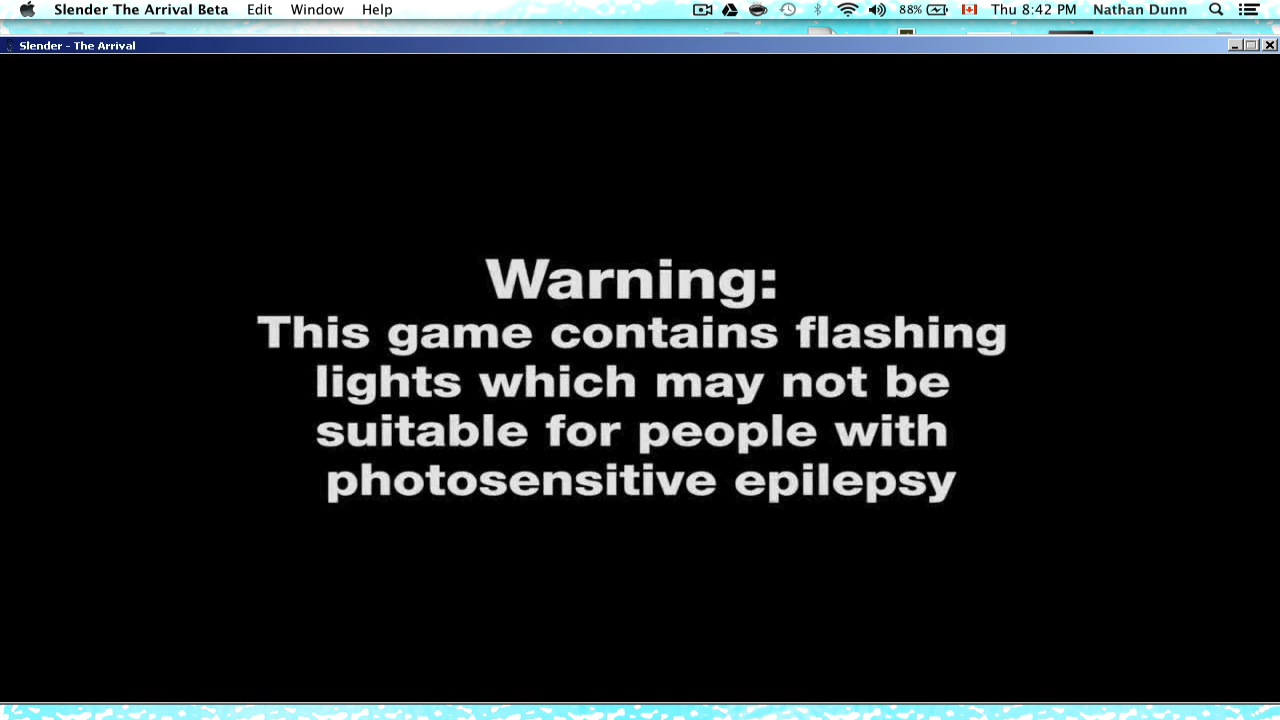 Slender The Arrival Beta Edit Window Help 88% Thu 8:42 PM Nathan Dunn
Slender - The Arrival
Warning:
This game contains flashing
lights which may not be
suitable for people with
photosensitive epilepsy